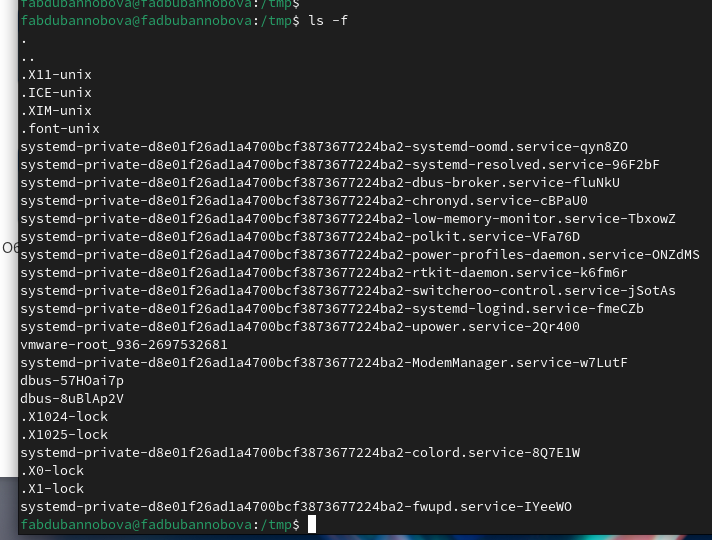 fabdubannobova@fadbubannobova:/tmp$
fabdubannobova@fadbubannobova:/tmp$ ls -f
.
..
.X11-unix
.ICE-unix
.XIM-unix
.font-unix
systemd-private-d8e01f26ad1a4700bcf3873677224ba2-systemd-oomd.service-qyn8ZO
systemd-private-d8e01f26ad1a4700bcf3873677224ba2-systemd-resolved.service-96F2bF
systemd-private-d8e01f26ad1a4700bcf3873677224ba2-dbus-broker.service-fluNkU
systemd-private-d8e01f26ad1a4700bcf3873677224ba2-chronyd.service-cBPaU0
systemd-private-d8e01f26ad1a4700bcf3873677224ba2-low-memory-monitor.service-TbxowZ
systemd-private-d8e01f26ad1a4700bcf3873677224ba2-polkit.service-VFa76D
systemd-private-d8e01f26ad1a4700bcf3873677224ba2-power-profiles-daemon.service-ONZdMS
systemd-private-d8e01f26ad1a4700bcf3873677224ba2-rtkit-daemon.service-k6fm6r
systemd-private-d8e01f26ad1a4700bcf3873677224ba2-switcheroo-control.service-jSotAs
systemd-private-d8e01f26ad1a4700bcf3873677224ba2-systemd-logind.service-fmeCZb
systemd-private-d8e01f26ad1a4700bcf3873677224ba2-upower.service-2Qr400
vmware-root_936-2697532681
systemd-private-d8e01f26ad1a4700bcf3873677224ba2-ModemManager.service-w7LutF
dbus-57HOai7p
dbus-8uBlAp2V
.X1024-lock
.X1025-lock
systemd-private-d8e01f26ad1a4700bcf3873677224ba2-colord.service-8Q7E1W
.X0-lock
.X1-lock
systemd-private-d8e01f26ad1a4700bcf3873677224ba2-fwupd.service-IYeeWO
fabdubannobova@fadbubannobova:/tmp$